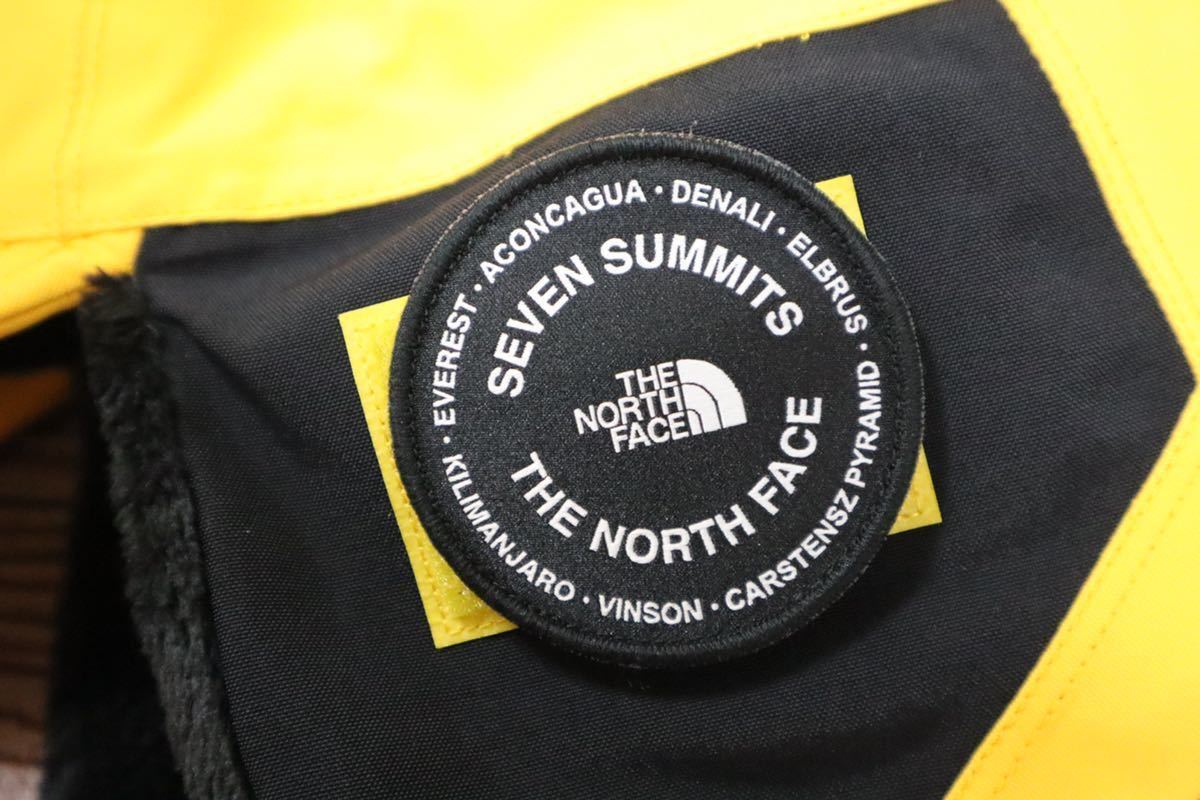 EVEREST · ACONCAGUA · DENALI · ELBRUS ·
SEVEN SUMMITS
THE
NORTH
FACE
THE NORTH FACE
KILIMANJARO · VINSON · CARSTENSZ PYRAMID ·